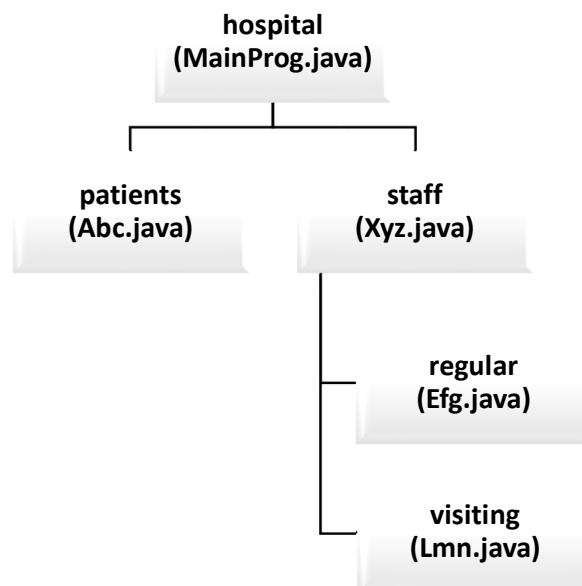 hospital
(MainProg.java)
patients
(Abc.java)
staff
(Xyz.java)
regular
(Efg.java)
visiting
(Lmn.java)